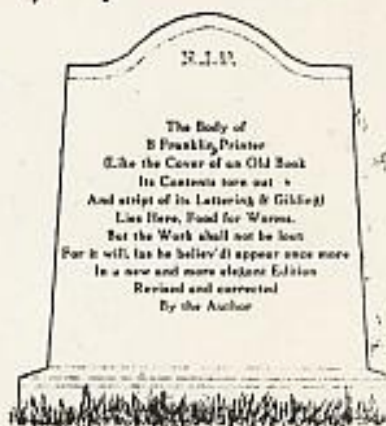 R.I.P.
The Body of
B Franklin, Printer
(Like the Cover of an Old Book
Its Contents torn out
And stript of its Lettering & Gilding)
Lies Here, Food for Worms.
But the Work shall not be lost
For it will, (as he believ'd) appear once more
In a new and more elegant Edition
Revised and corrected
By the Author